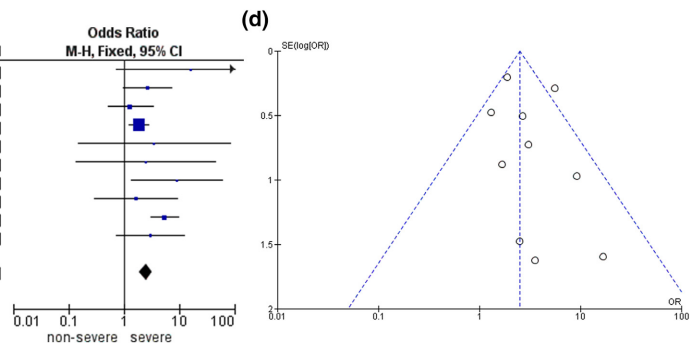 (d)
Odds Ratio
M-H, Fixed, 95% CI
0.01 0.1 1 10 100
non-severe severe
SE(log[OR])
0
0.5
1
1.5
2
OR
0.01 0.1 1 10 100